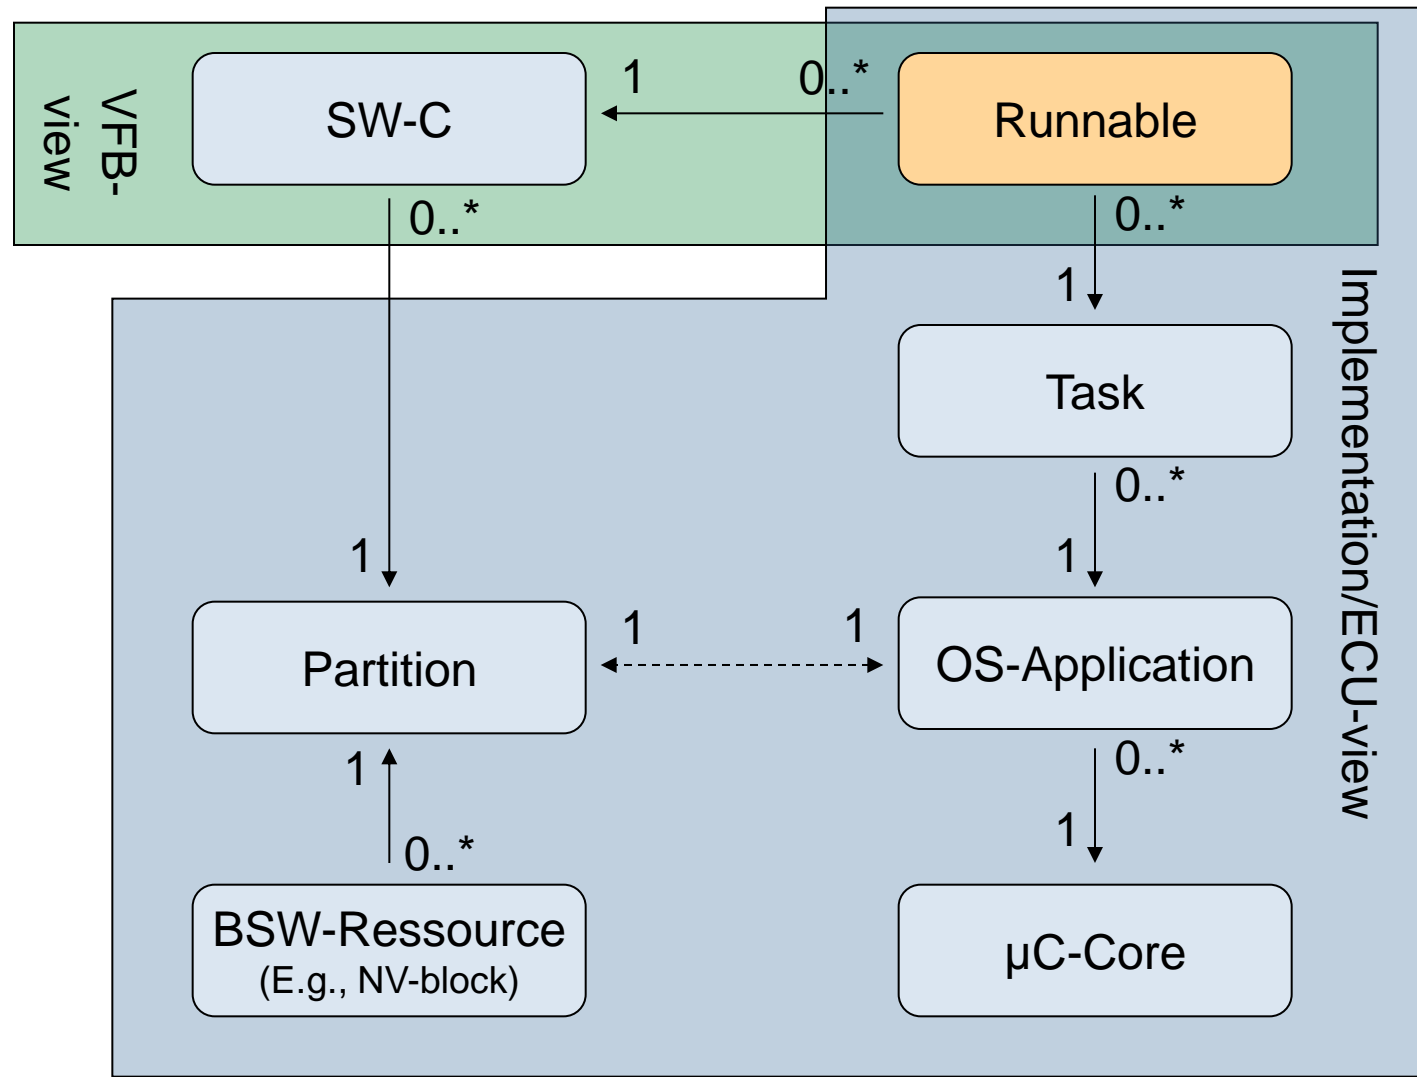 VFB-
view
SW-C
1
0..*
Runnable
0..*
0..*
1
Task
Implementation/ECU-view
0..*
1
1
Partition
1
1
OS-Application
1
0..*
0..*
1
BSW-Ressource
(E.g., NV-block)
µC-Core